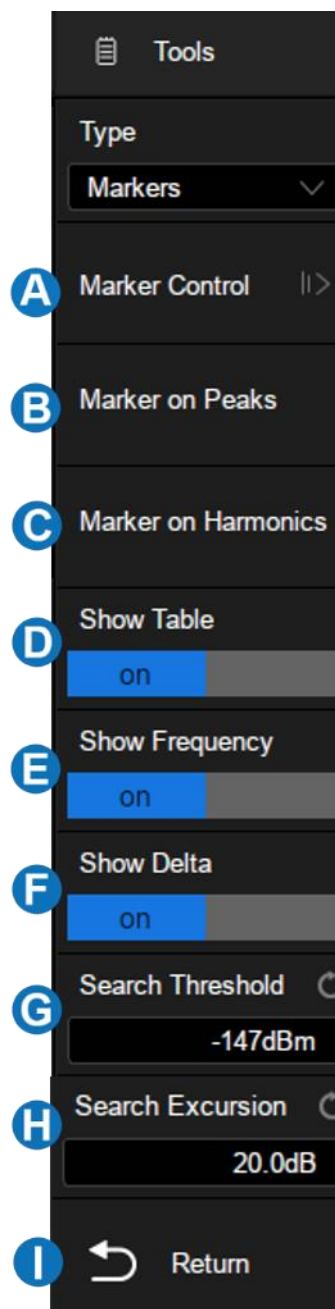 Tools
Type
Markers
A Marker Control
B Marker on Peaks
C Marker on Harmonics
Show Table
D
on
Show Frequency
E
on
Show Delta
F
on
Search Threshold
G
-147dBm
Search Excursion
H
20.0dB
I Return